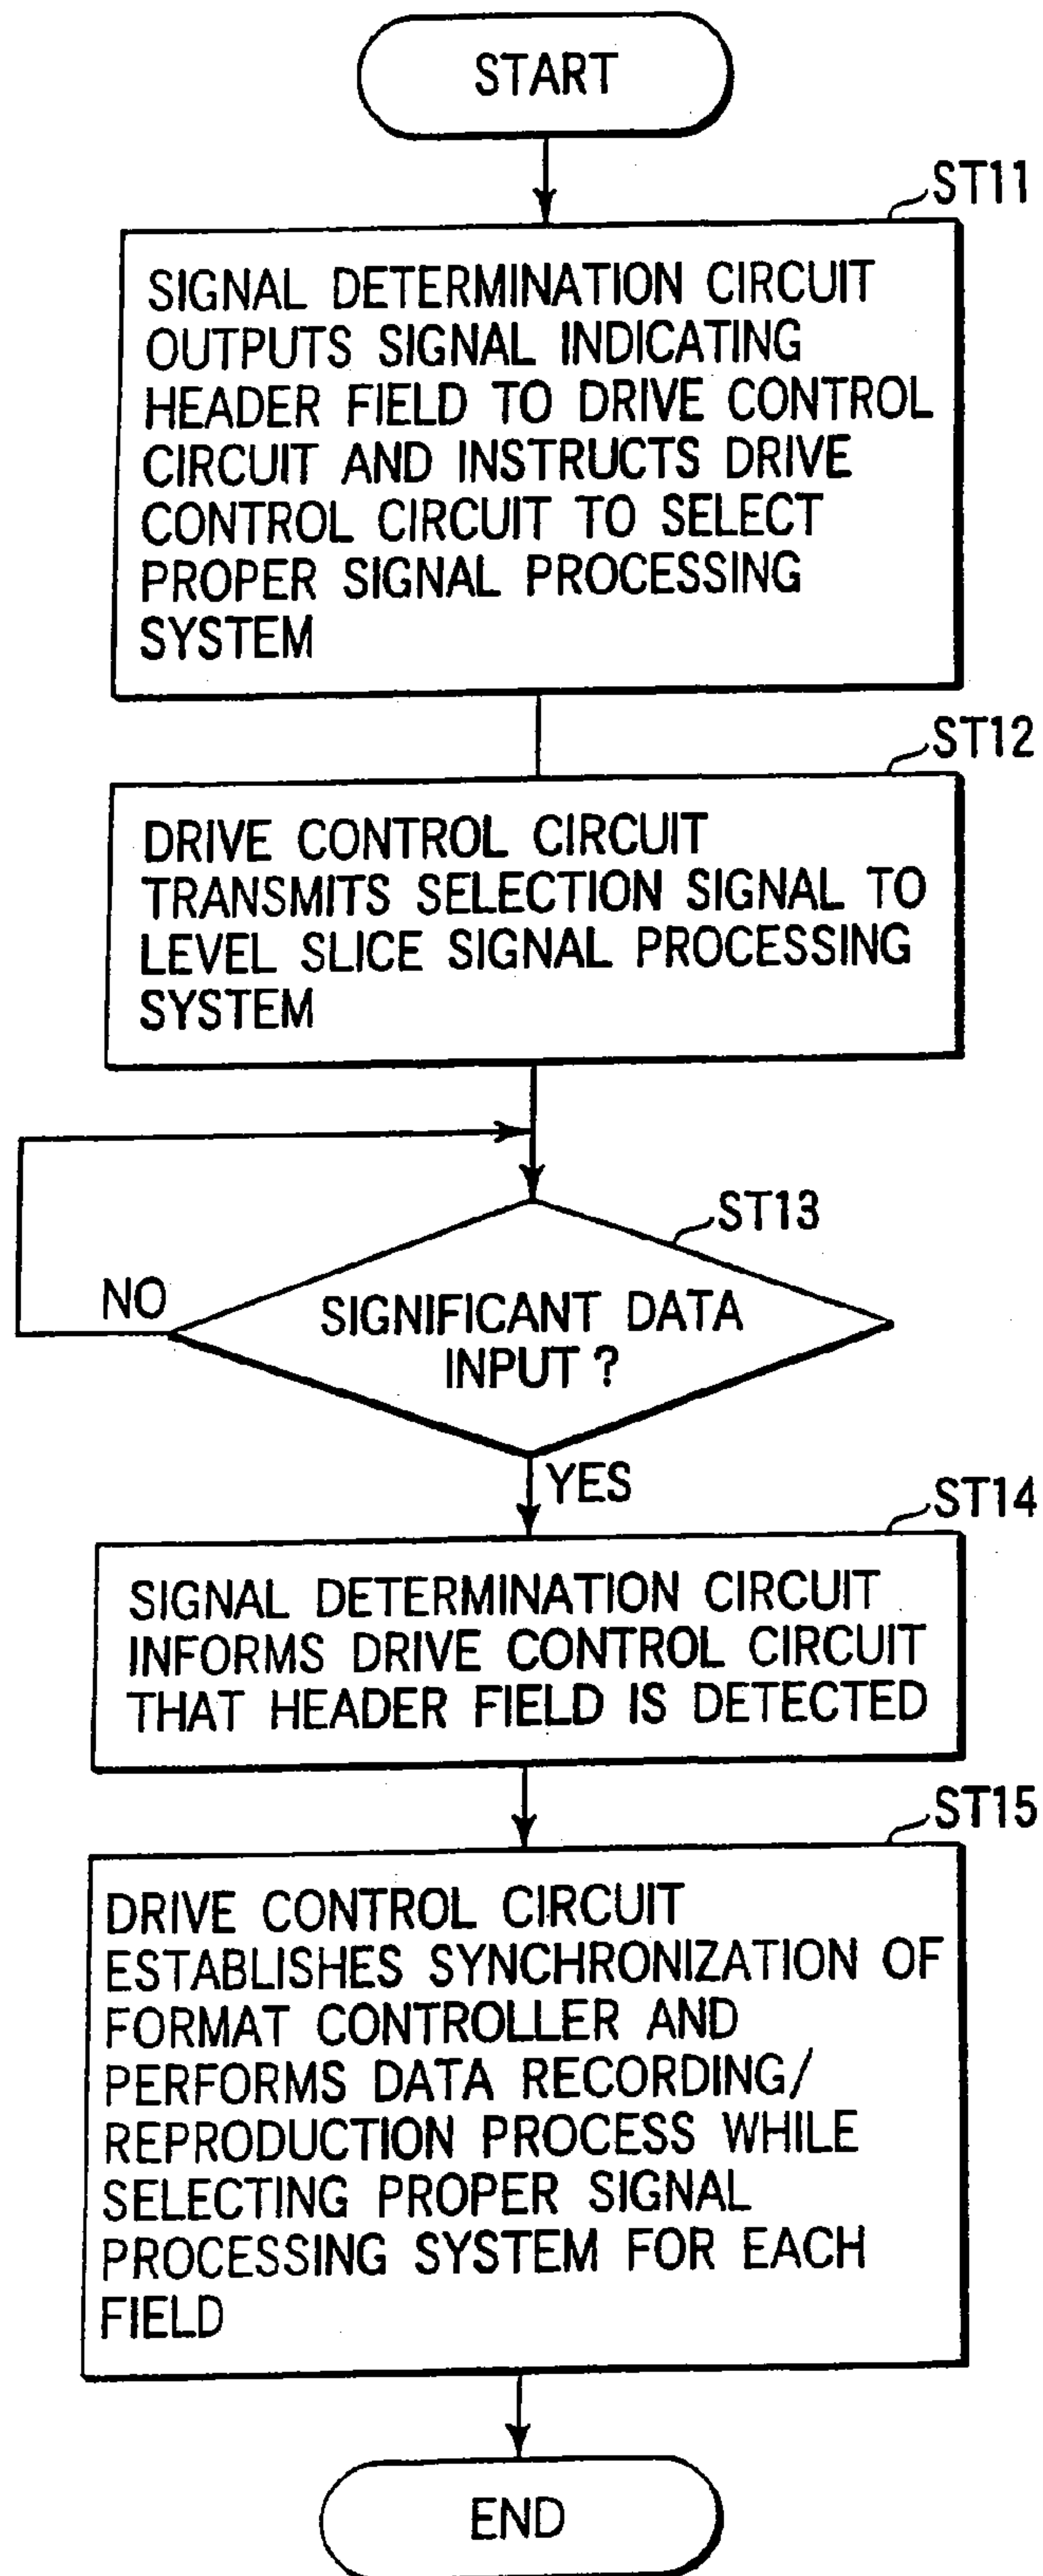 START
ST11
SIGNAL DETERMINATION CIRCUIT
OUTPUTS SIGNAL INDICATING
HEADER FIELD TO DRIVE CONTROL
CIRCUIT AND INSTRUCTS DRIVE
CONTROL CIRCUIT TO SELECT
PROPER SIGNAL PROCESSING
SYSTEM
ST12
DRIVE CONTROL CIRCUIT
TRANSMITS SELECTION SIGNAL TO
LEVEL SLICE SIGNAL PROCESSING
SYSTEM
ST13
NO
SIGNIFICANT DATA
INPUT ?
YES
ST14
SIGNAL DETERMINATION CIRCUIT
INFORMS DRIVE CONTROL CIRCUIT
THAT HEADER FIELD IS DETECTED
ST15
DRIVE CONTROL CIRCUIT
ESTABLISHES SYNCHRONIZATION OF
FORMAT CONTROLLER AND
PERFORMS DATA RECORDING/
REPRODUCTION PROCESS WHILE
SELECTING PROPER SIGNAL
PROCESSING SYSTEM FOR EACH
FIELD
END